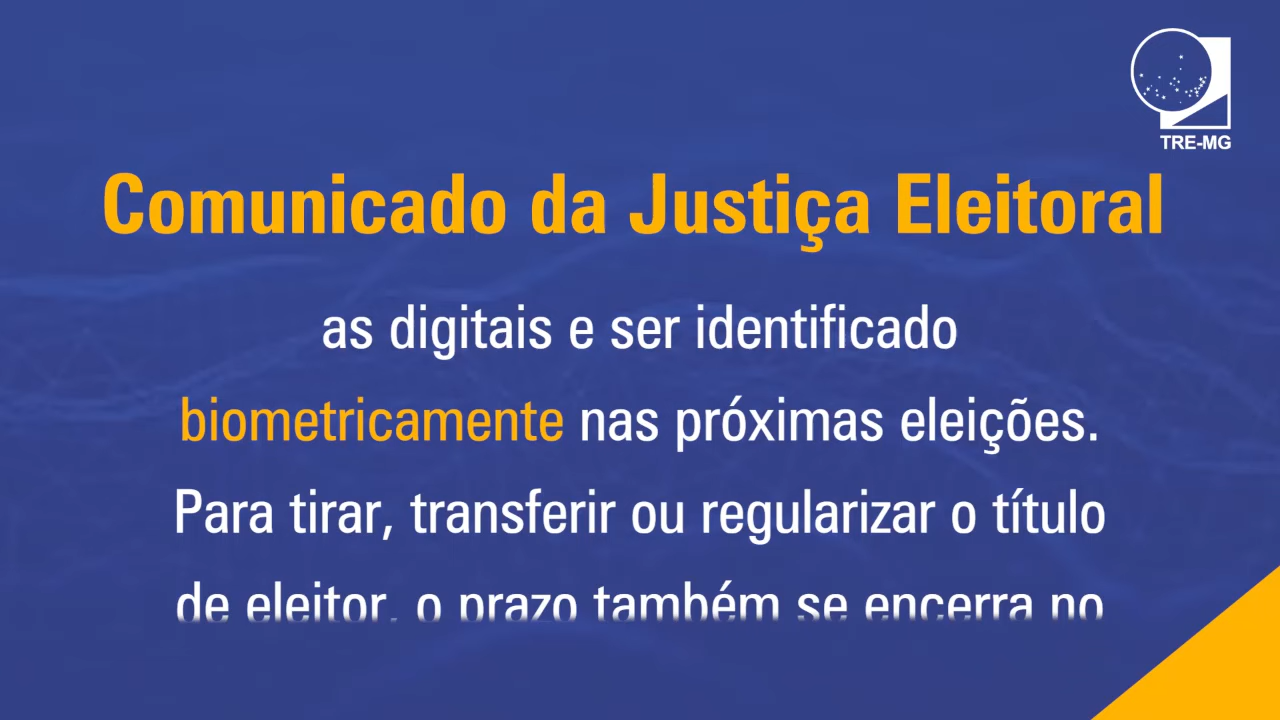 TRE-MG
Comunicado da Justiça Eleitoral
as digitais e ser identificado
biometricamente nas próximas eleições.
Para tirar, transferir ou regularizar o título
de eleitor, o prazo também se encerra no